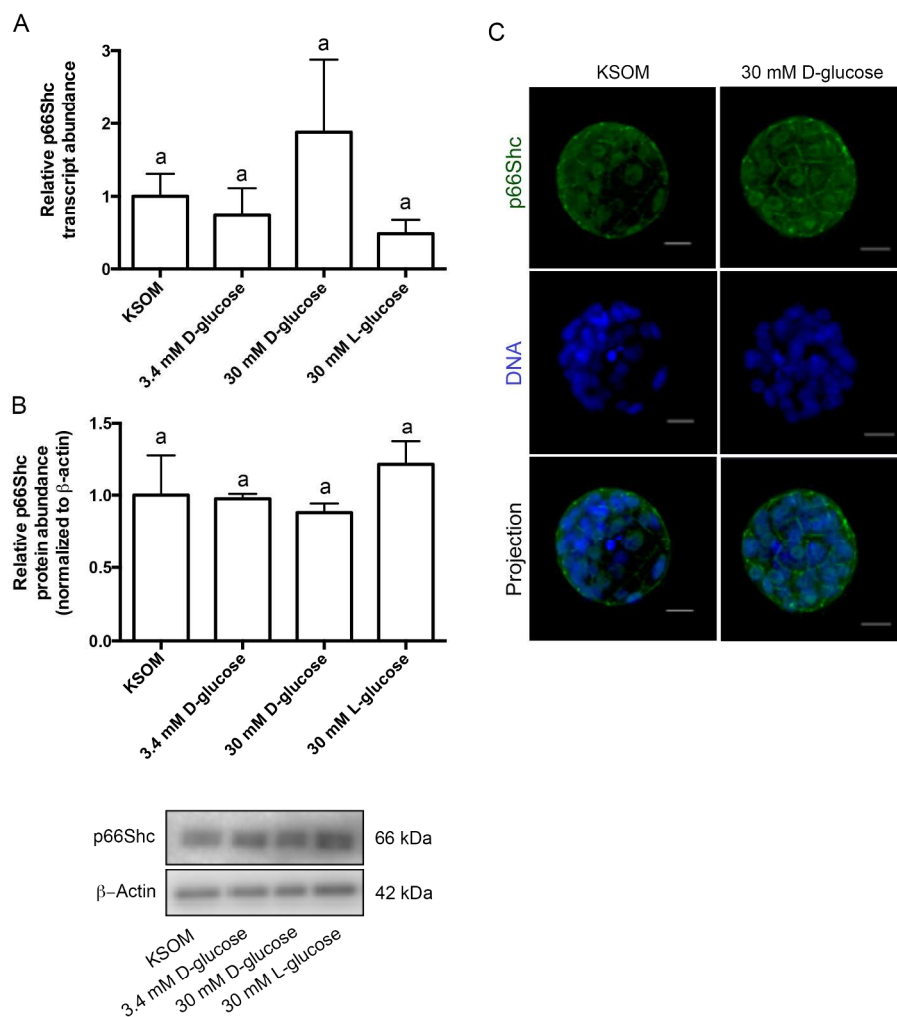 A
Relative p66Shc
transcript abundance
3
2
1
0
a
a
a
a
KSOM
3.4 mM D-glucose
30 mM D-glucose
30 mM L-glucose
B
Relative p66Shc
protein abundance
(normalized to β-actin)
1.5
1.0
0.5
0.0
a
a
a
a
KSOM
3.4 mM D-glucose
30 mM D-glucose
30 mM L-glucose
p66Shc
66 kDa
β-Actin
42 kDa
KSOM
3.4 mM D-glucose
30 mM D-glucose
30 mM L-glucose
C
KSOM
30 mM D-glucose
p66Shc
DNA
Projection